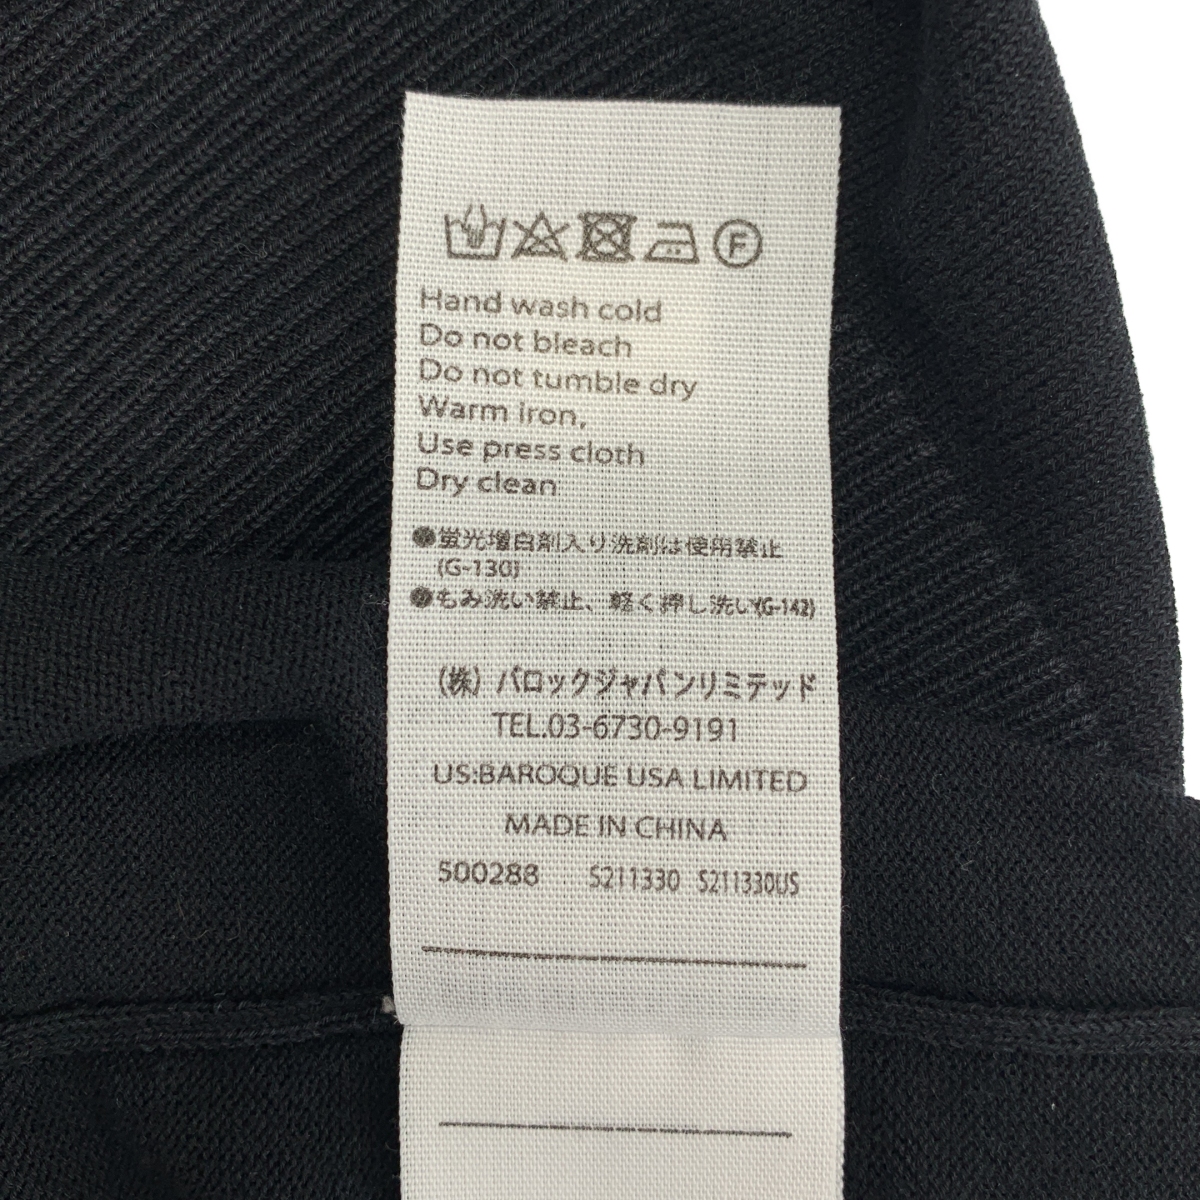 F
Hand wash cold
Do not bleach
Do not tumble dry
Warm iron,
Use press cloth
Dry clean
●蛍光増白剤入り洗剤は使用禁止
(G-130)
●もみ洗い禁止、軽く押し洗い(G-142)
(株) バロックジャパンリミテッド
TEL.03-6730-9191
US:BAROQUE USA LIMITED
MADE IN CHINA
500288 S211330 S211330US